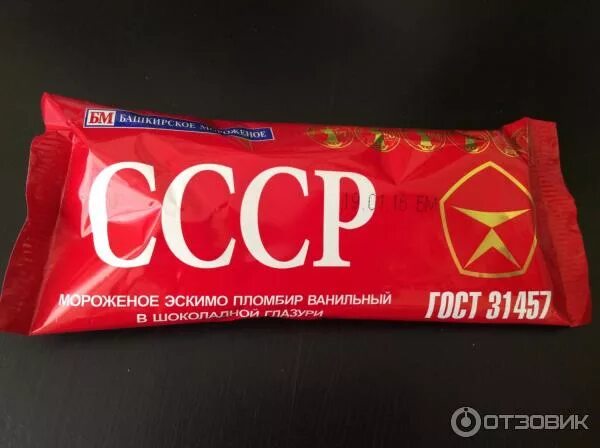 БМ БАШКИРСКОЕ МОРОЖЕНОЕ
СССР
19 01 18 БМ
МОРОЖЕНОЕ ЭСКИМО ПЛОМБИР ВАНИЛЬНЫЙ
В ШОКОЛАДНОЙ ГЛАЗУРИ
ГОСТ 31457
ОТЗОВИК